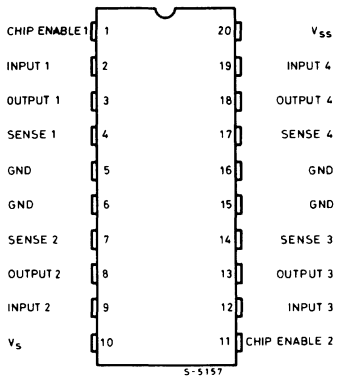 CHIP ENABLE 1 1 20 Vss
INPUT 1 2 19 INPUT 4
OUTPUT 1 3 18 OUTPUT 4
SENSE 1 4 17 SENSE 4
GND 5 16 GND
GND 6 15 GND
SENSE 2 7 14 SENSE 3
OUTPUT 2 8 13 OUTPUT 3
INPUT 2 9 12 INPUT 3
Vs 10 11 CHIP ENABLE 2
S-5157